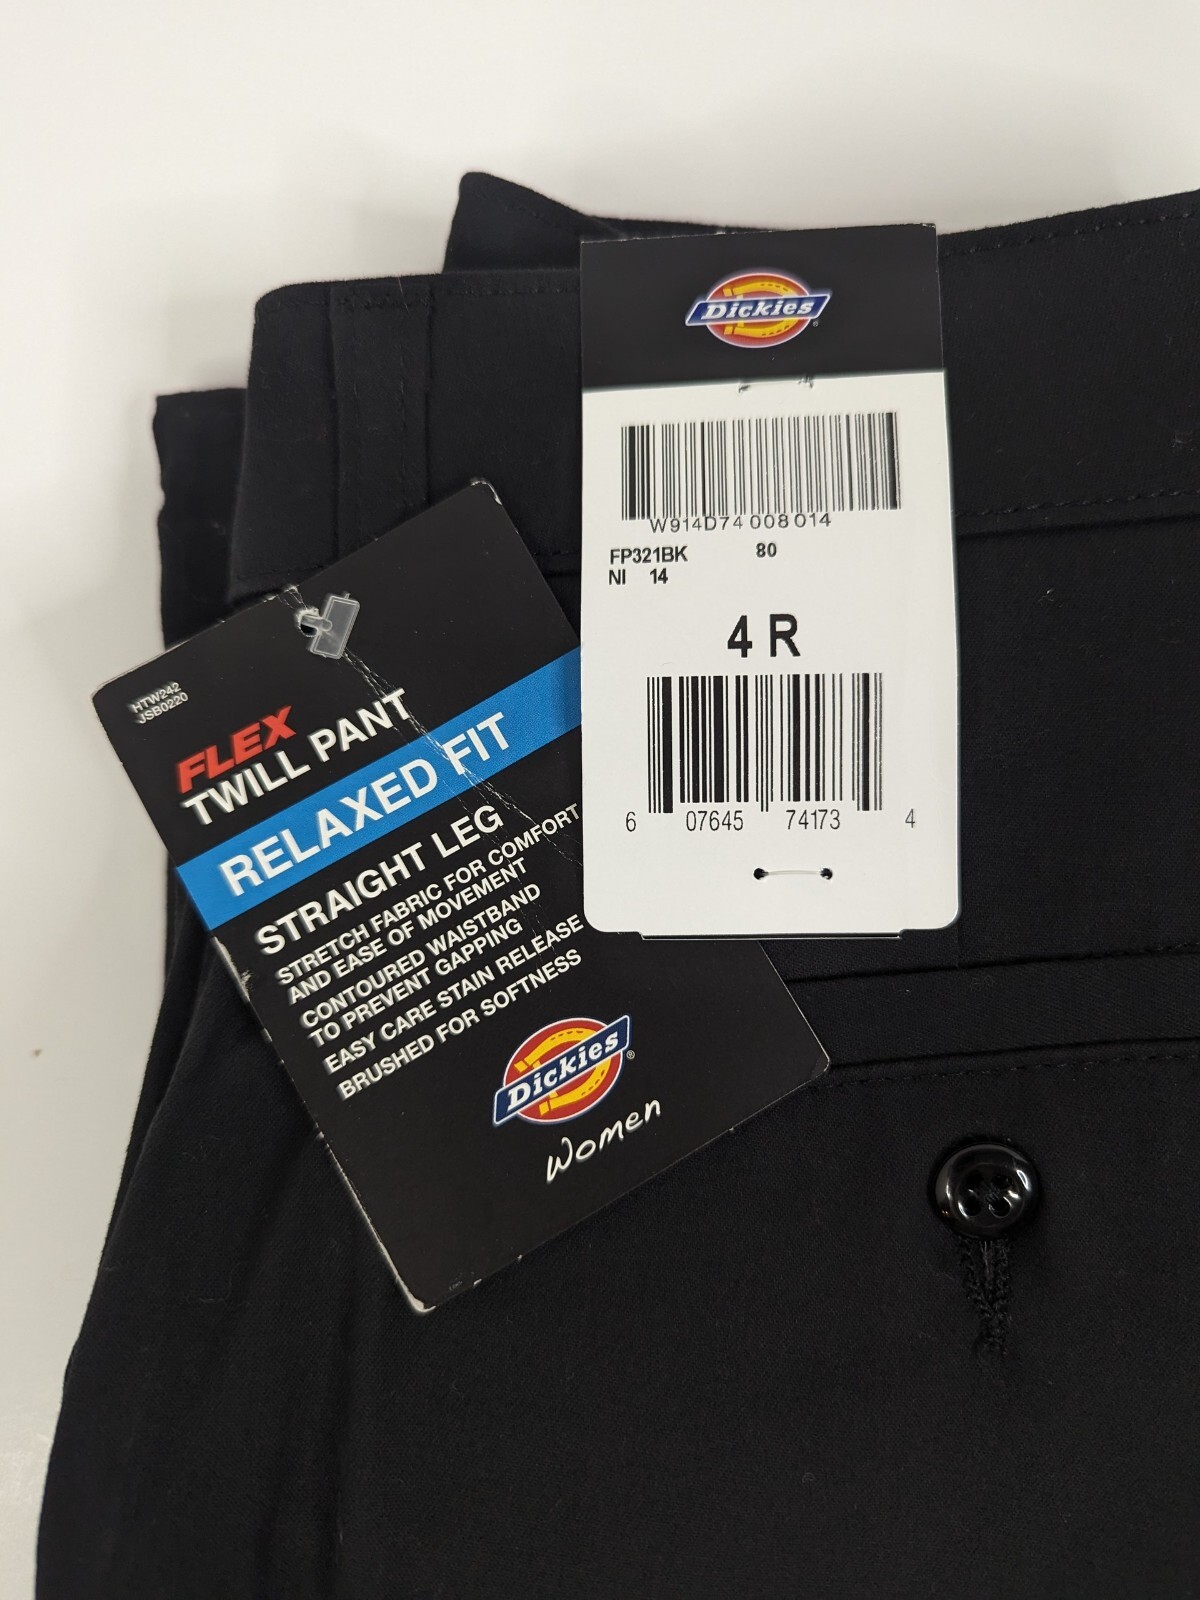 Dickies
W914D74 008014
FP321BK 80
NI 14
4 R
6 07645 74173 4
HTW242
JSB0220
FLEX
TWILL PANT
RELAXED FIT
STRAIGHT LEG
STRETCH FABRIC FOR COMFORT
AND EASE OF MOVEMENT
CONTOURED WAISTBAND
TO PREVENT GAPPING
EASY CARE STAIN RELEASE
BRUSHED FOR SOFTNESS
Dickies®
Women